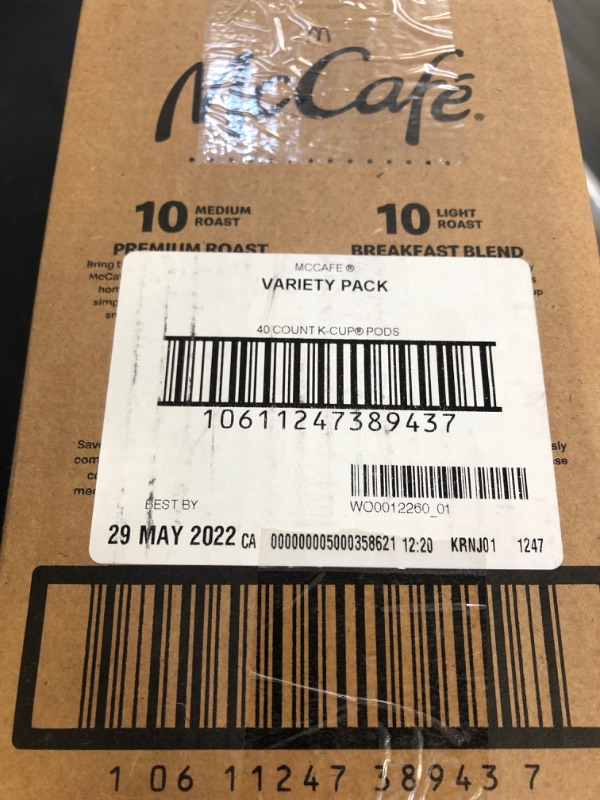 McCafé®
10 MEDIUM ROAST
10 LIGHT ROAST
PREMIUM ROAST
BREAKFAST BLEND
Bring
MCCAFE®
VARIETY PACK
40 COUNT K-CUP® PODS
10611247389437
WO0012260_01
BEST BY
29 MAY 2022 CA 000000005000358621 12:20 KRNJ01 1247
1 06 11247 38943 7